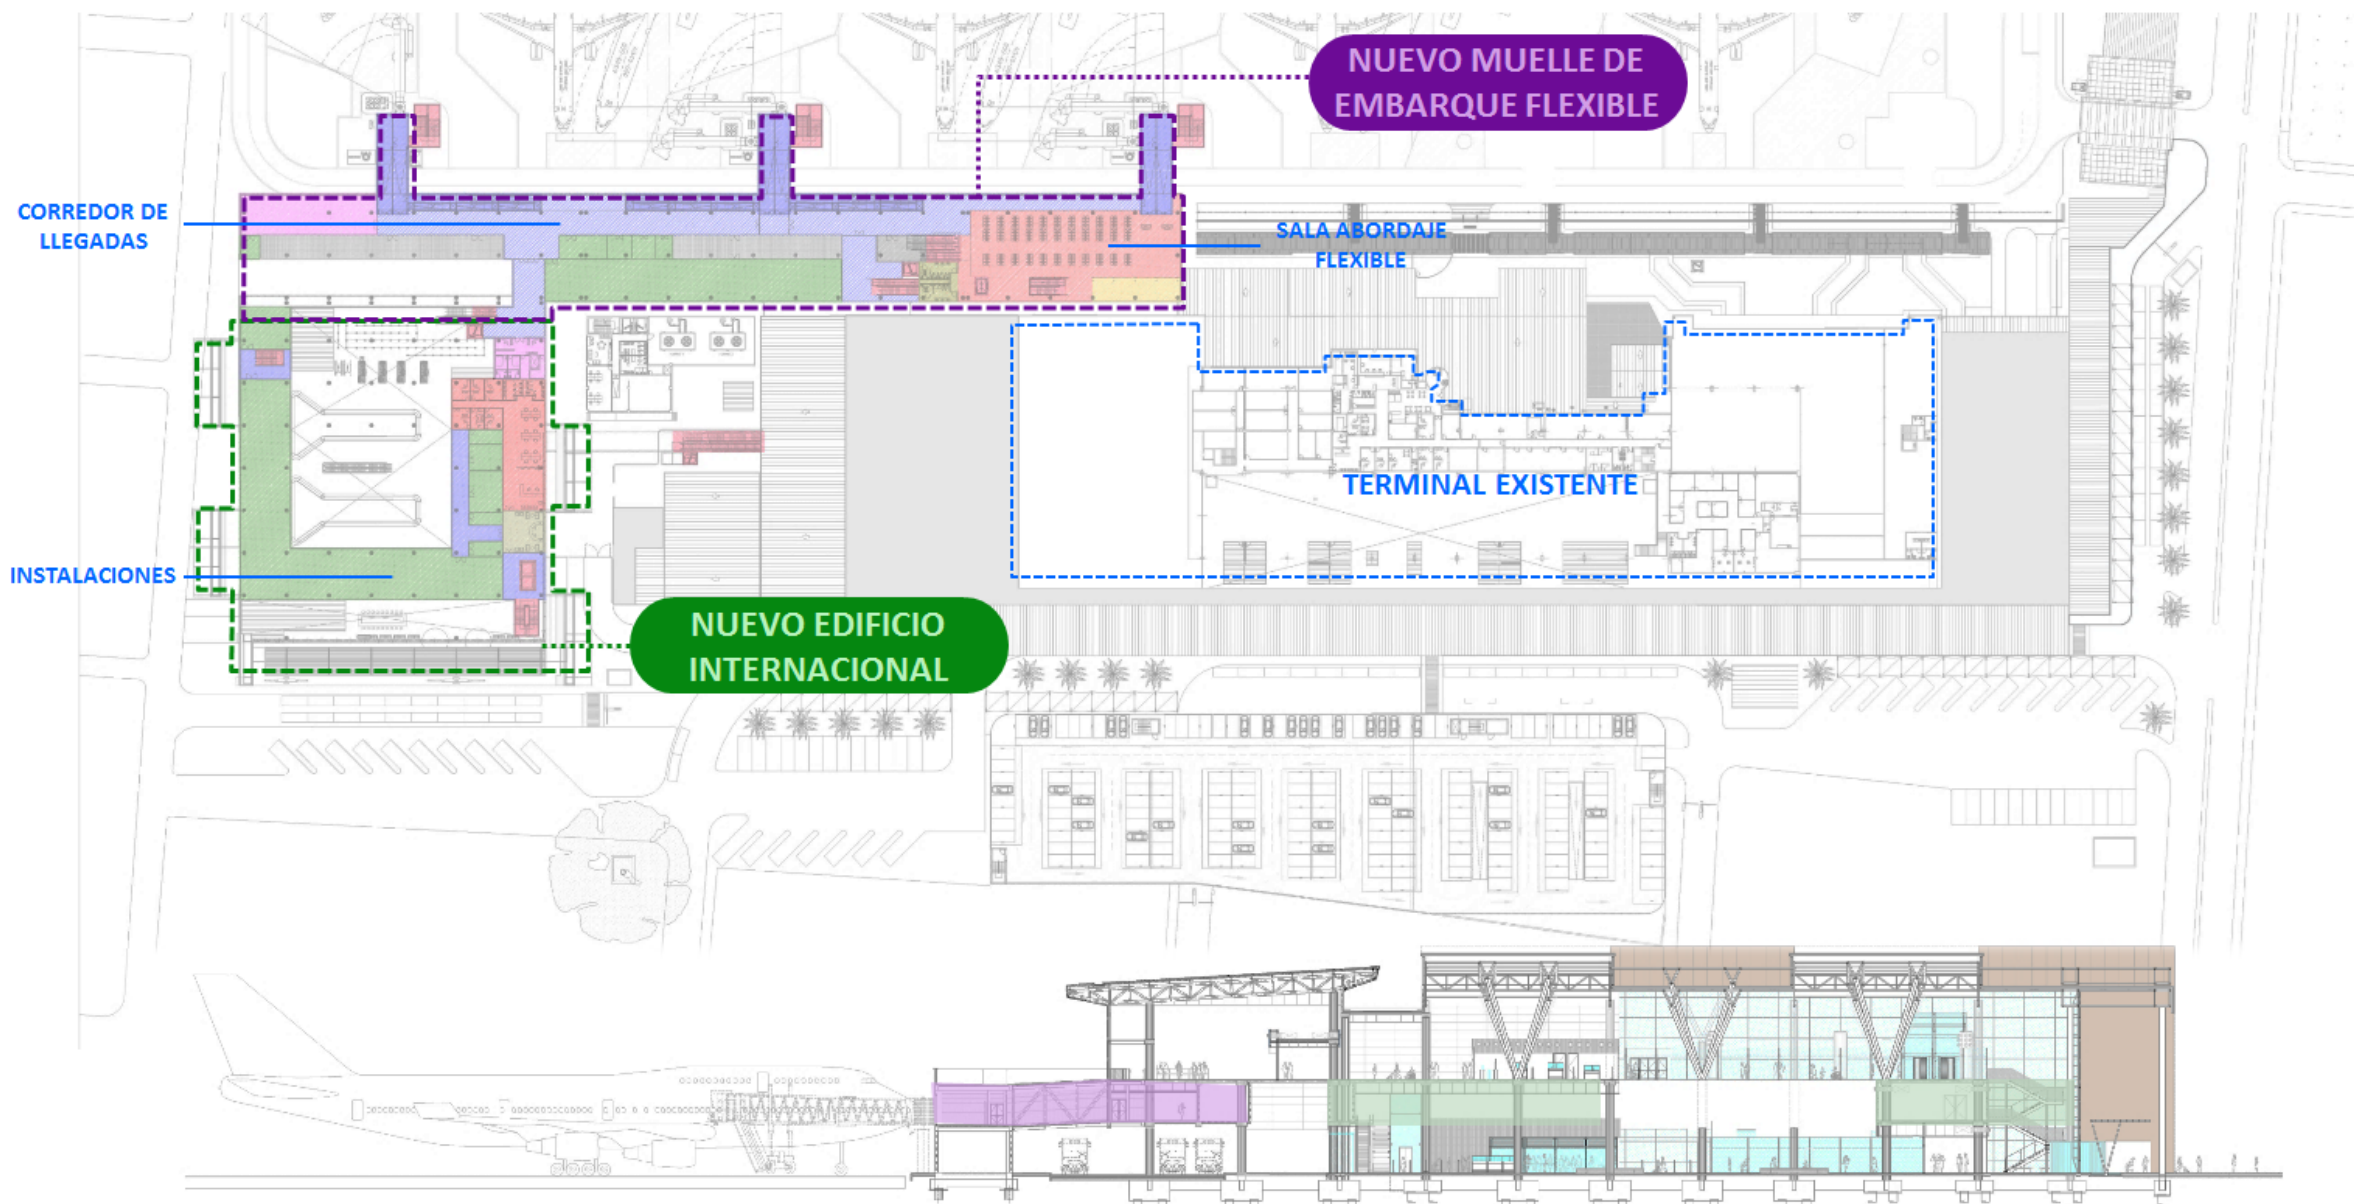 NUEVO MUELLE DE
EMBARQUE FLEXIBLE
CORREDOR DE
LLEGADAS
SALA ABORDAJE
FLEXIBLE
TERMINAL EXISTENTE
INSTALACIONES
NUEVO EDIFICIO
INTERNACIONAL